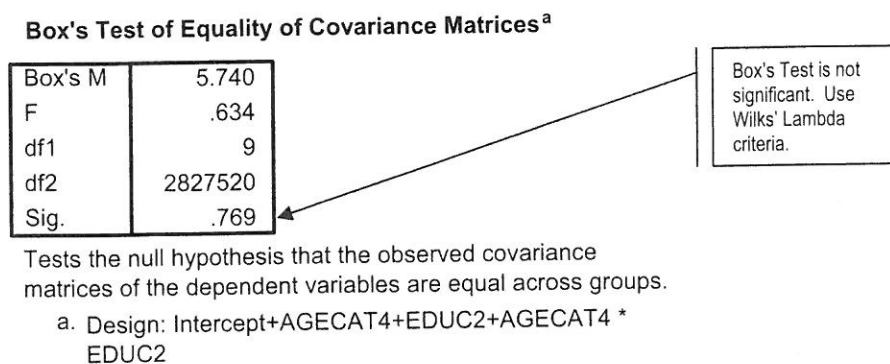 Box's Test of Equality of Covariance Matricesa
Box's M 5.740
F .634
df1 9
df2 2827520
Sig. .769
Box's Test is not
significant. Use
Wilks' Lambda
criteria.
Tests the null hypothesis that the observed covariance
matrices of the dependent variables are equal across groups.
a. Design: Intercept+AGECAT4+EDUC2+AGECAT4 *
EDUC2